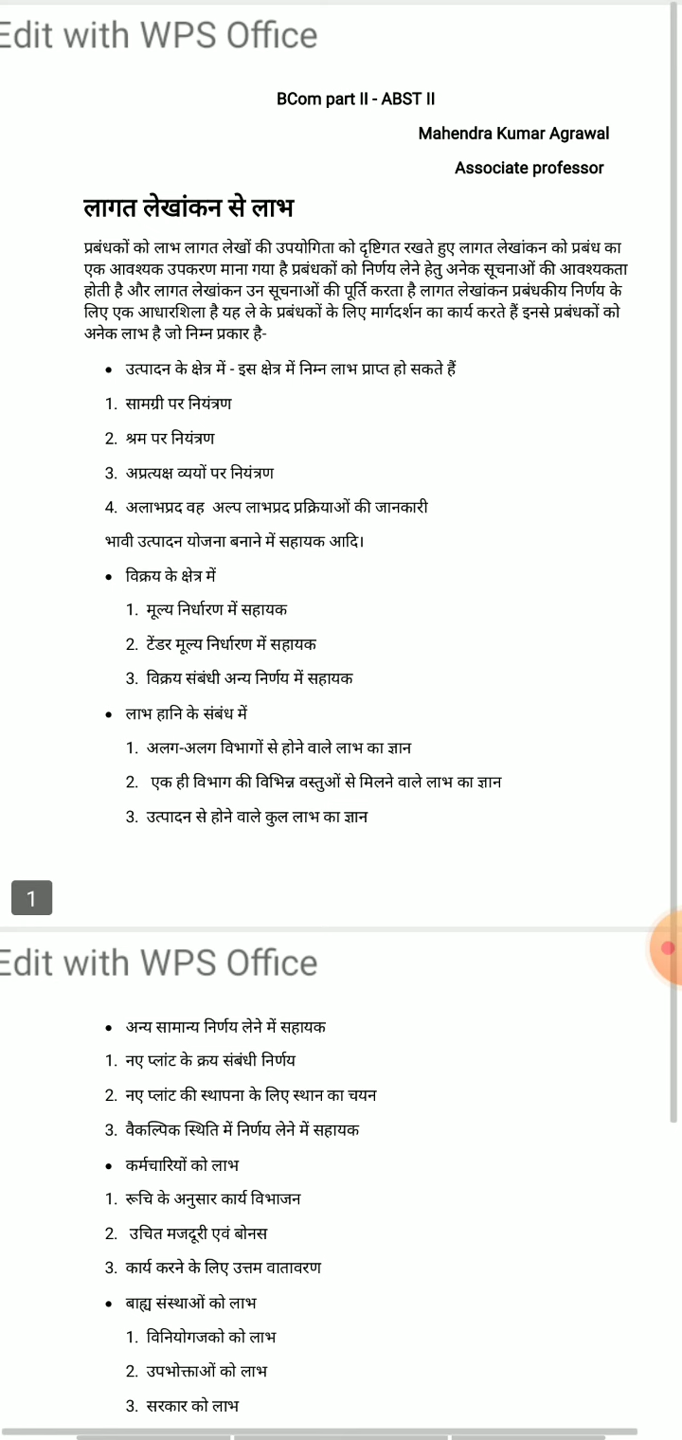 Edit with WPS Office
BCom part II - ABST II
Mahendra Kumar Agrawal
Associate professor
लागत लेखांकन से लाभ
प्रबंधकों को लाभ लागत लेखों की उपयोगिता को दृष्टिगत रखते हुए लागत लेखांकन को प्रबंध का
एक आवश्यक उपकरण माना गया है प्रबंधकों को निर्णय लेने हेतु अनेक सूचनाओं की आवश्यकता
होती है और लागत लेखांकन उन सूचनाओं की पूर्ति करता है लागत लेखांकन प्रबंधकीय निर्णय के
लिए एक आधारशिला है यह ले के प्रबंधकों के लिए मार्गदर्शन का कार्य करते हैं इनसे प्रबंधकों को
अनेक लाभ है जो निम्न प्रकार है-
• उत्पादन के क्षेत्र में - इस क्षेत्र में निम्न लाभ प्राप्त हो सकते हैं
1. सामग्री पर नियंत्रण
2. श्रम पर नियंत्रण
3. अप्रत्यक्ष व्ययों पर नियंत्रण
4. अलाभप्रद वह अल्प लाभप्रद प्रक्रियाओं की जानकारी
भावी उत्पादन योजना बनाने में सहायक आदि।
• विक्रय के क्षेत्र में
1. मूल्य निर्धारण में सहायक
2. टेंडर मूल्य निर्धारण में सहायक
3. विक्रय संबंधी अन्य निर्णय में सहायक
• लाभ हानि के संबंध में
1. अलग-अलग विभागों से होने वाले लाभ का ज्ञान
2. एक ही विभाग की विभिन्न वस्तुओं से मिलने वाले लाभ का ज्ञान
3. उत्पादन से होने वाले कुल लाभ का ज्ञान
1
Edit with WPS Office
• अन्य सामान्य निर्णय लेने में सहायक
1. नए प्लांट के क्रय संबंधी निर्णय
2. नए प्लांट की स्थापना के लिए स्थान का चयन
3. वैकल्पिक स्थिति में निर्णय लेने में सहायक
• कर्मचारियों को लाभ
1. रूचि के अनुसार कार्य विभाजन
2. उचित मजदूरी एवं बोनस
3. कार्य करने के लिए उत्तम वातावरण
• बाह्य संस्थाओं को लाभ
1. विनियोगजको को लाभ
2. उपभोक्ताओं को लाभ
3. सरकार को लाभ